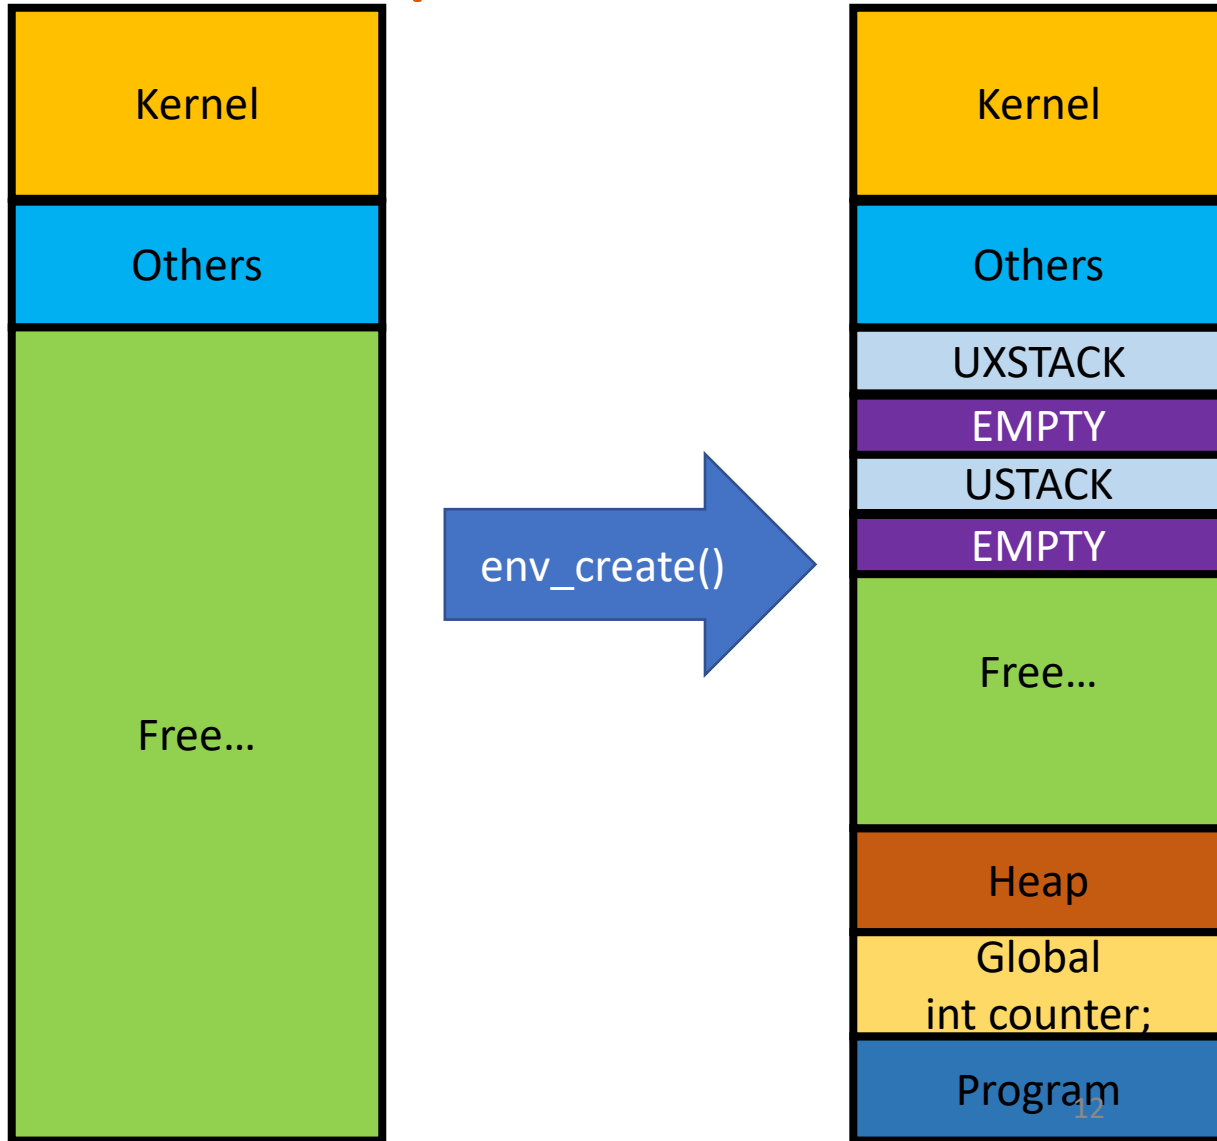 Kernel
Others
Free...
env_create()
Kernel
Others
UXSTACK
EMPTY
USTACK
EMPTY
Free...
Heap
Global
int counter;
Program
12